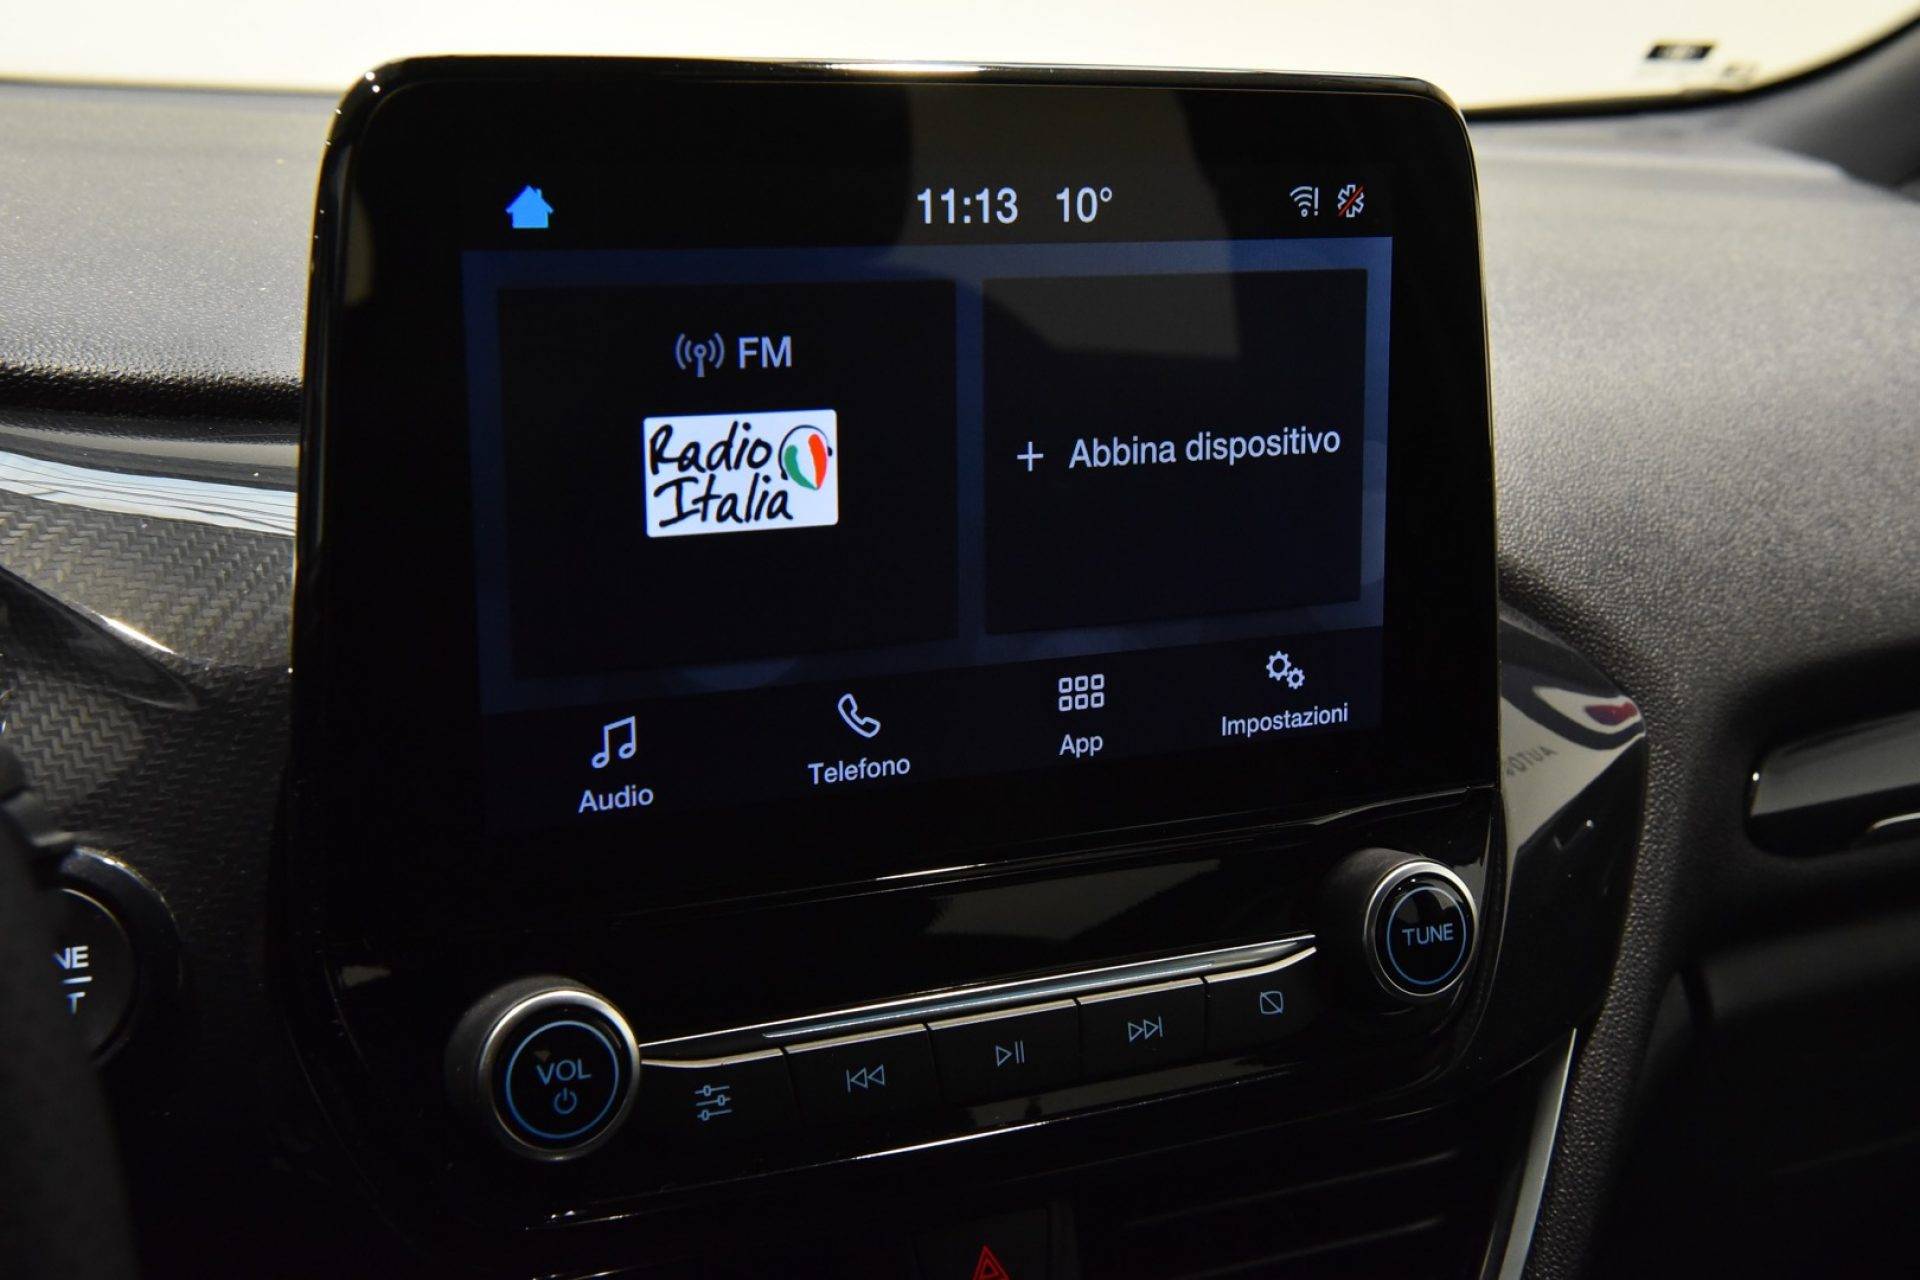 11:13 10°
FM
Radio
Italia
+ Abbina dispositivo
Audio
Telefono
App
Impostazioni
TUNE
VOL